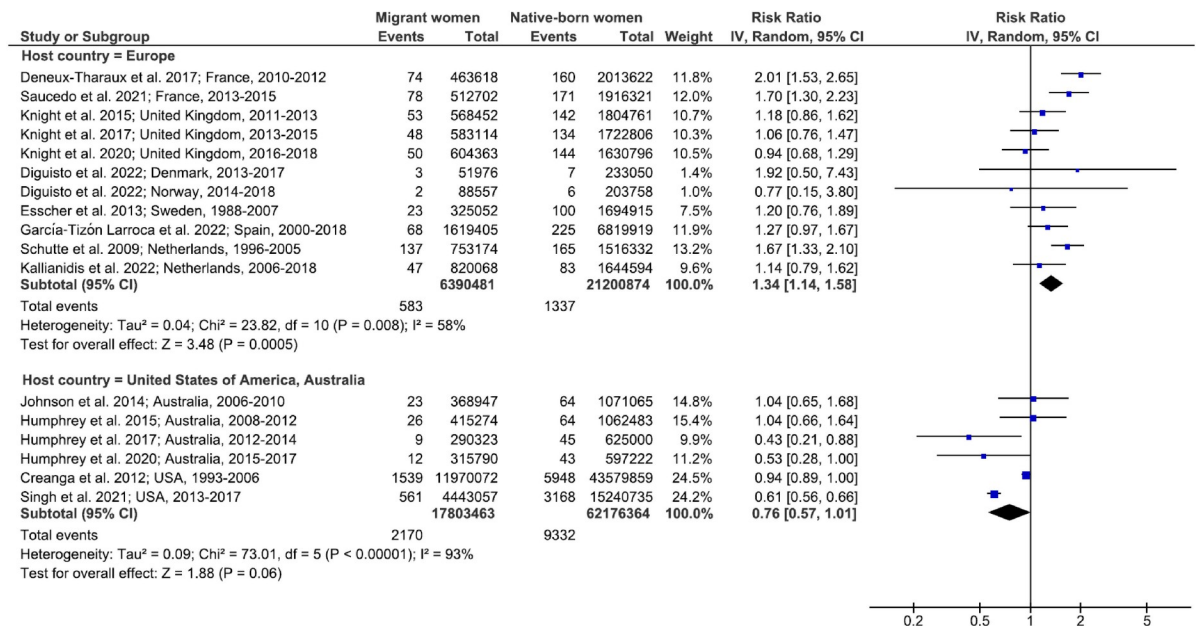 Migrant women Native-born women Risk Ratio Risk Ratio
Study or Subgroup Events Total Events Total Weight IV, Random, 95% CI IV, Random, 95% CI
Host country = Europe
Deneux-Tharaux et al. 2017; France, 2010-2012 74 463618 160 2013622 11.8% 2.01 [1.53, 2.65]
Saucedo et al. 2021; France, 2013-2015 78 512702 171 1916321 12.0% 1.70 [1.30, 2.23]
Knight et al. 2015; United Kingdom, 2011-2013 53 568452 142 1804761 10.7% 1.18 [0.86, 1.62]
Knight et al. 2017; United Kingdom, 2013-2015 48 583114 134 1722806 10.3% 1.06 [0.76, 1.47]
Knight et al. 2020; United Kingdom, 2016-2018 50 604363 144 1630796 10.5% 0.94 [0.68, 1.29]
Diguisto et al. 2022; Denmark, 2013-2017 3 51976 7 233050 1.4% 1.92 [0.50, 7.43]
Diguisto et al. 2022; Norway, 2014-2018 2 88557 6 203758 1.0% 0.77 [0.15, 3.80]
Esscher et al. 2013; Sweden, 1988-2007 23 325052 100 1694915 7.5% 1.20 [0.76, 1.89]
García-Tizón Larroca et al. 2022; Spain, 2000-2018 68 1619405 225 6819919 11.9% 1.27 [0.97, 1.67]
Schutte et al. 2009; Netherlands, 1996-2005 137 753174 165 1516332 13.2% 1.67 [1.33, 2.10]
Kallianidis et al. 2022; Netherlands, 2006-2018 47 820068 83 1644594 9.6% 1.14 [0.79, 1.62]
Subtotal (95% CI) 6390481 21200874 100.0% 1.34 [1.14, 1.58]
Total events 583 1337
Heterogeneity: Tau² = 0.04; Chi² = 23.82, df = 10 (P = 0.008); I² = 58%
Test for overall effect: Z = 3.48 (P = 0.0005)
Host country = United States of America, Australia
Johnson et al. 2014; Australia, 2006-2010 23 368947 64 1071065 14.8% 1.04 [0.65, 1.68]
Humphrey et al. 2015; Australia, 2008-2012 26 415274 64 1062483 15.4% 1.04 [0.66, 1.64]
Humphrey et al. 2017; Australia, 2012-2014 9 290323 45 625000 9.9% 0.43 [0.21, 0.88]
Humphrey et al. 2020; Australia, 2015-2017 12 315790 43 597222 11.2% 0.53 [0.28, 1.00]
Creanga et al. 2012; USA, 1993-2006 1539 11970072 5948 43579859 24.5% 0.94 [0.89, 1.00]
Singh et al. 2021; USA, 2013-2017 561 4443057 3168 15240735 24.2% 0.61 [0.56, 0.66]
Subtotal (95% CI) 17803463 62176364 100.0% 0.76 [0.57, 1.01]
Total events 2170 9332
Heterogeneity: Tau² = 0.09; Chi² = 73.01, df = 5 (P < 0.00001); I² = 93%
Test for overall effect: Z = 1.88 (P = 0.06)
0.2 0.5 1 2 5